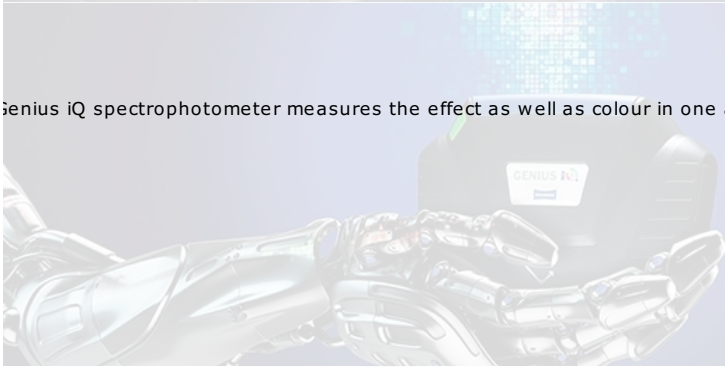 Genius iQ spectrophotometer measures the effect as well as colour in one
GENIUS iQ